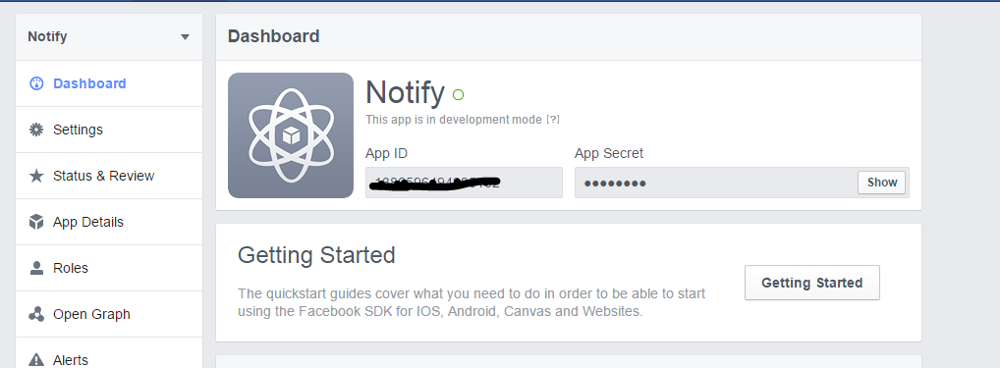 Notify
Dashboard
Settings
Status & Review
App Details
Roles
Open Graph
Alerts
Dashboard
Notify
This app is in development mode [?]
App ID
App Secret
●●●●●●●●
Show
Getting Started
The quickstart guides cover what you need to do in order to be able to start
using the Facebook SDK for IOS, Android, Canvas and Websites.
Getting Started